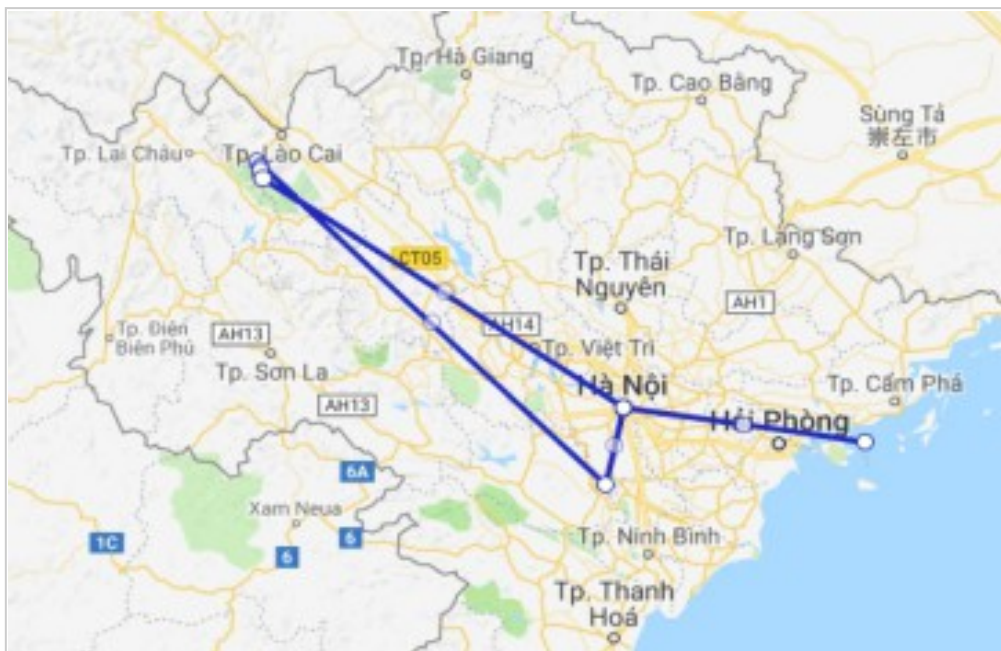 Tp. Hà Giang
Tp. Cao Bằng
Sùng Tả
崇左市
Tp. Lai Châu
Tp. Lào Cai
Tp. Lạng Sơn
CT05
Tp. Thái
Nguyên
AH1
Tp. Điện
Biên Phủ
AH13
AH14
Tp. Việt Trì
Tp. Sơn La
Hà Nội
Tp. Cẩm Phả
AH13
Hải Phòng
6A
Xam Neua
1C
6
6
Tp. Ninh Bình
Tp. Thanh
Hoá